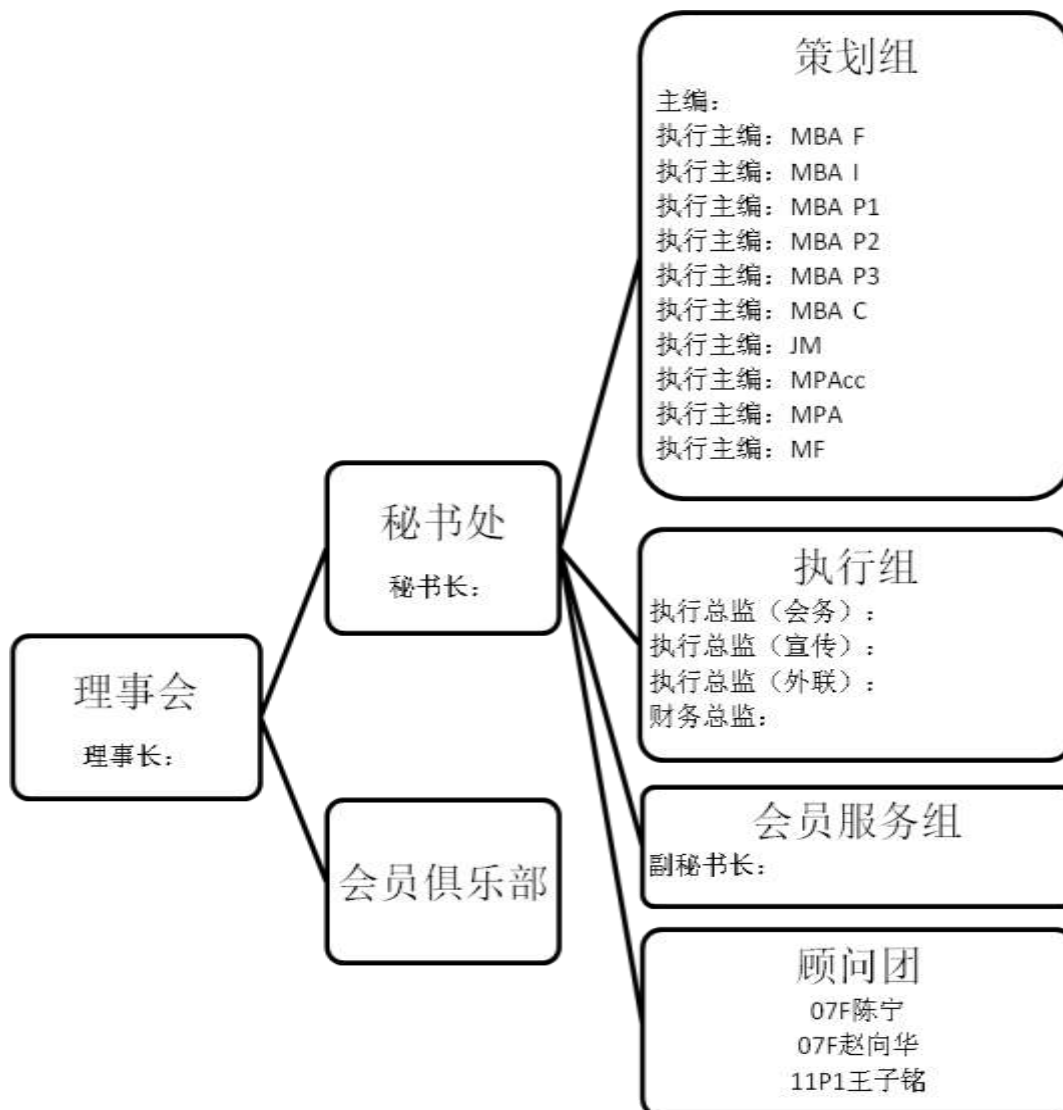 理事会
理事长：
秘书处
秘书长：
会员俱乐部
策划组
主编：
执行主编：MBA F
执行主编：MBA I
执行主编：MBA P1
执行主编：MBA P2
执行主编：MBA P3
执行主编：MBA C
执行主编：JM
执行主编：MPAcc
执行主编：MPA
执行主编：MF
执行组
执行总监（会务）：
执行总监（宣传）：
执行总监（外联）：
财务总监：
会员服务组
副秘书长：
顾问团
07F陈宁
07F赵向华
11P1王子铭